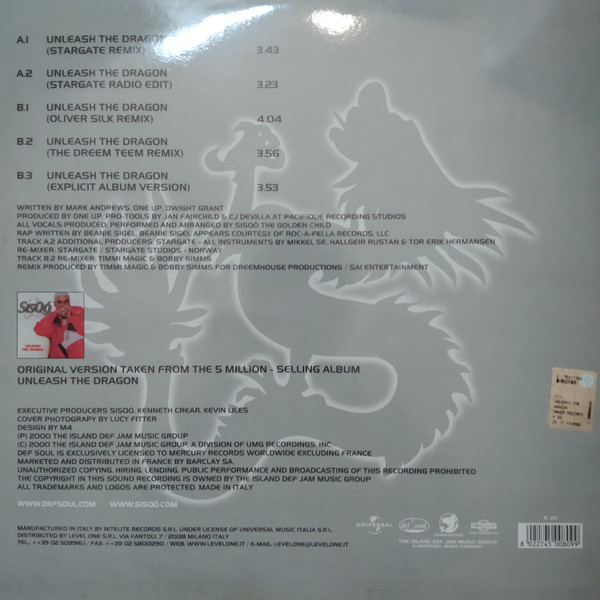 A.1 UNLEASH THE DRAGON
(STARGATE REMIX) 3.43
A.2 UNLEASH THE DRAGON
(STARGATE RADIO EDIT) 3.23
B.1 UNLEASH THE DRAGON
(OLIVER SILK REMIX) 4.04
B.2 UNLEASH THE DRAGON
(THE DREEM TEEM REMIX) 3.56
B.3 UNLEASH THE DRAGON
(EXPLICIT ALBUM VERSION) 3.53
WRITTEN BY MARK ANDREWS, ONE UP, DWIGHT GRANT
PRODUCED BY ONE UP, PRO-TOOLS BY JAN FAIRCHILD & CJ DEVILLA AT PACIFIQUE RECORDING STUDIOS
ALL VOCALS PRODUCED, PERFORMED AND ARRANGED BY SISQÓ THE GOLDEN CHILD
RAP WRITTEN BY BEANIE SIGEL. BEANIE SIGEL APPEARS COURTESY OF ROC-A-FELLA RECORDS, LLC
TRACK A.2 ADDITIONAL PRODUCERS: STARGATE - ALL INSTRUMENTS BY MIKKEL SE, HALLGEIR RUSTAN & TOR ERIK HERMANSEN
RE-MIXER: STARGATE / STARGATE STUDIOS - NORWAY
TRACK B.2 RE-MIXER: TIMMI MAGIC & BOBBY SIMMS
REMIX PRODUCED BY TIMMI MAGIC & BOBBY SIMMS FOR DREEMHOUSE PRODUCTIONS / SAI ENTERTAINMENT
SISQÓ
UNLEASH
THE DRAGON
ORIGINAL VERSION TAKEN FROM THE 5 MILLION - SELLING ALBUM
UNLEASH THE DRAGON
EXECUTIVE PRODUCERS SISQÓ, KENNETH CREAR, KEVIN LILES
COVER PHOTOGRAPY BY LUCY FITTER
DESIGN BY M4
(P) 2000 THE ISLAND DEF JAM MUSIC GROUP
(C) 2000 THE ISLAND DEF JAM MUSIC GROUP, A DIVISION OF UMG RECORDINGS, INC.
DEF SOUL IS EXCLUSIVELY LICENSED TO MERCURY RECORDS WORLDWIDE EXCLUDING FRANCE
MARKETED AND DISTRIBUTED IN FRANCE BY BARCLAY SA.
UNAUTHORIZED COPYING, HIRING, LENDING, PUBLIC PERFORMANCE AND BROADCASTING OF THIS RECORDING PROHIBITED
THE COPYRIGHT IN THIS SOUND RECORDING IS OWNED BY THE ISLAND DEF JAM MUSIC GROUP
ALL TRADEMARKS AND LOGOS ARE PROTECTED. MADE IN ITALY
WWW.DEFSOUL.COM WWW.SISQO.COM
MANUFACTURED IN ITALY BY NITELITE RECORDS S.R.L. UNDER LICENSE OF UNIVERSAL MUSIC ITALIA S.R.L.
DISTRIBUTED BY LEVEL ONE S.R.L. VIA FANTOLI, 7 - 20138 MILANO ITALY
TEL.: ++39 02 5099161 / FAX: ++39 02 58013290 / WEB: WWW.LEVELONE.IT / E-MAIL: LEVELONE@LEVELONE.IT
UNIVERSAL
def soul
THE ISLAND DEF JAM MUSIC GROUP
A UNIVERSAL MUSIC COMPANY
8 022745 008099